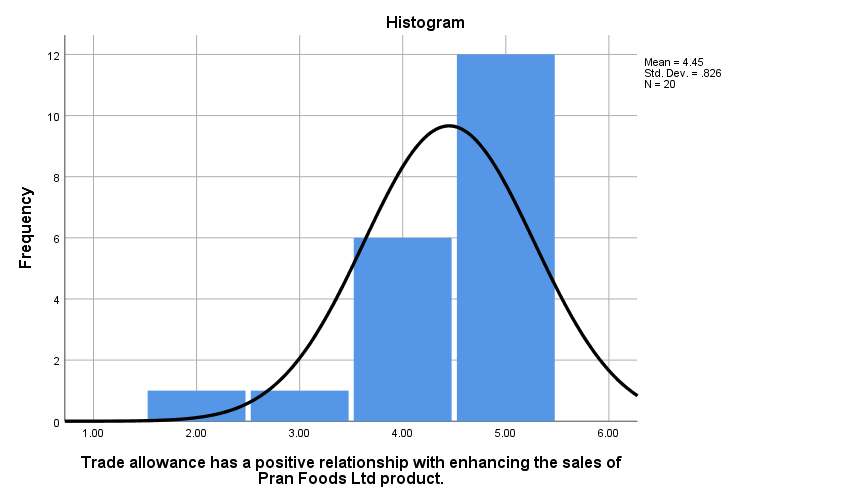 Histogram
Mean = 4.45
Std. Dev. = .826
N = 20
12
10
8
6
4
2
0
Frequency
1.00 2.00 3.00 4.00 5.00 6.00
Trade allowance has a positive relationship with enhancing the sales of
Pran Foods Ltd product.